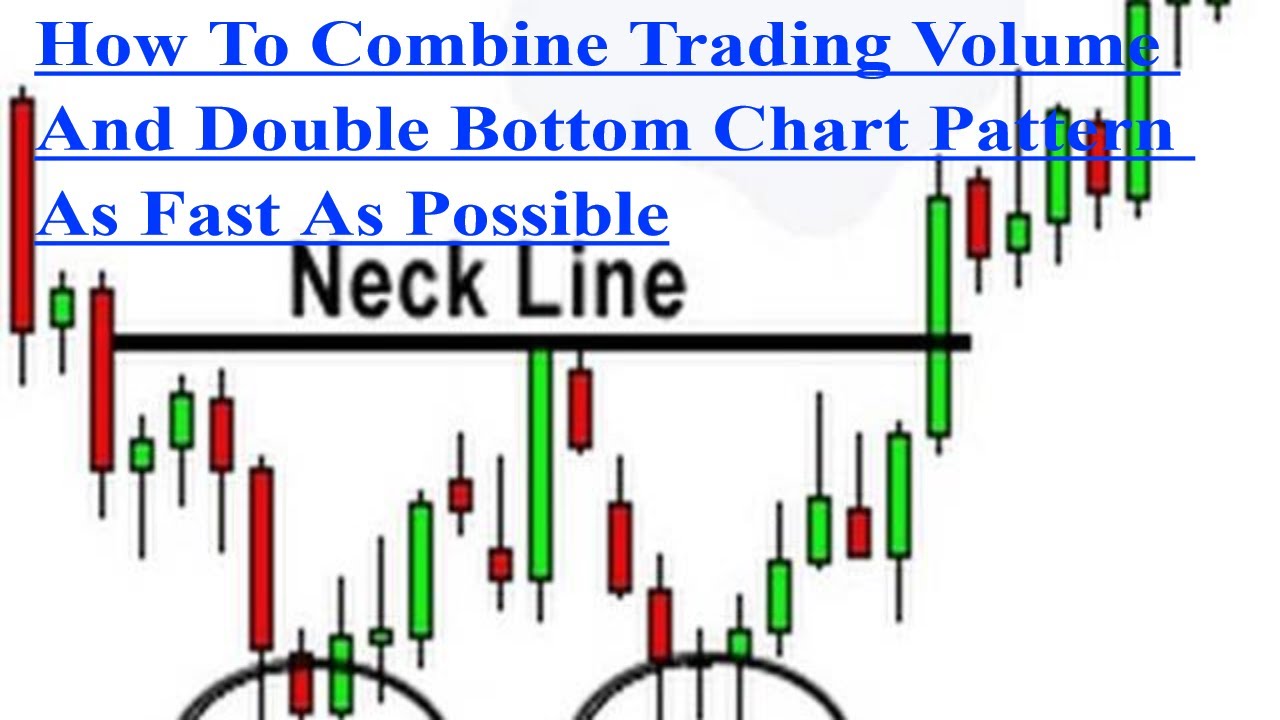 How To Combine Trading Volume
And Double Bottom Chart Pattern
As Fast As Possible
Neck Line